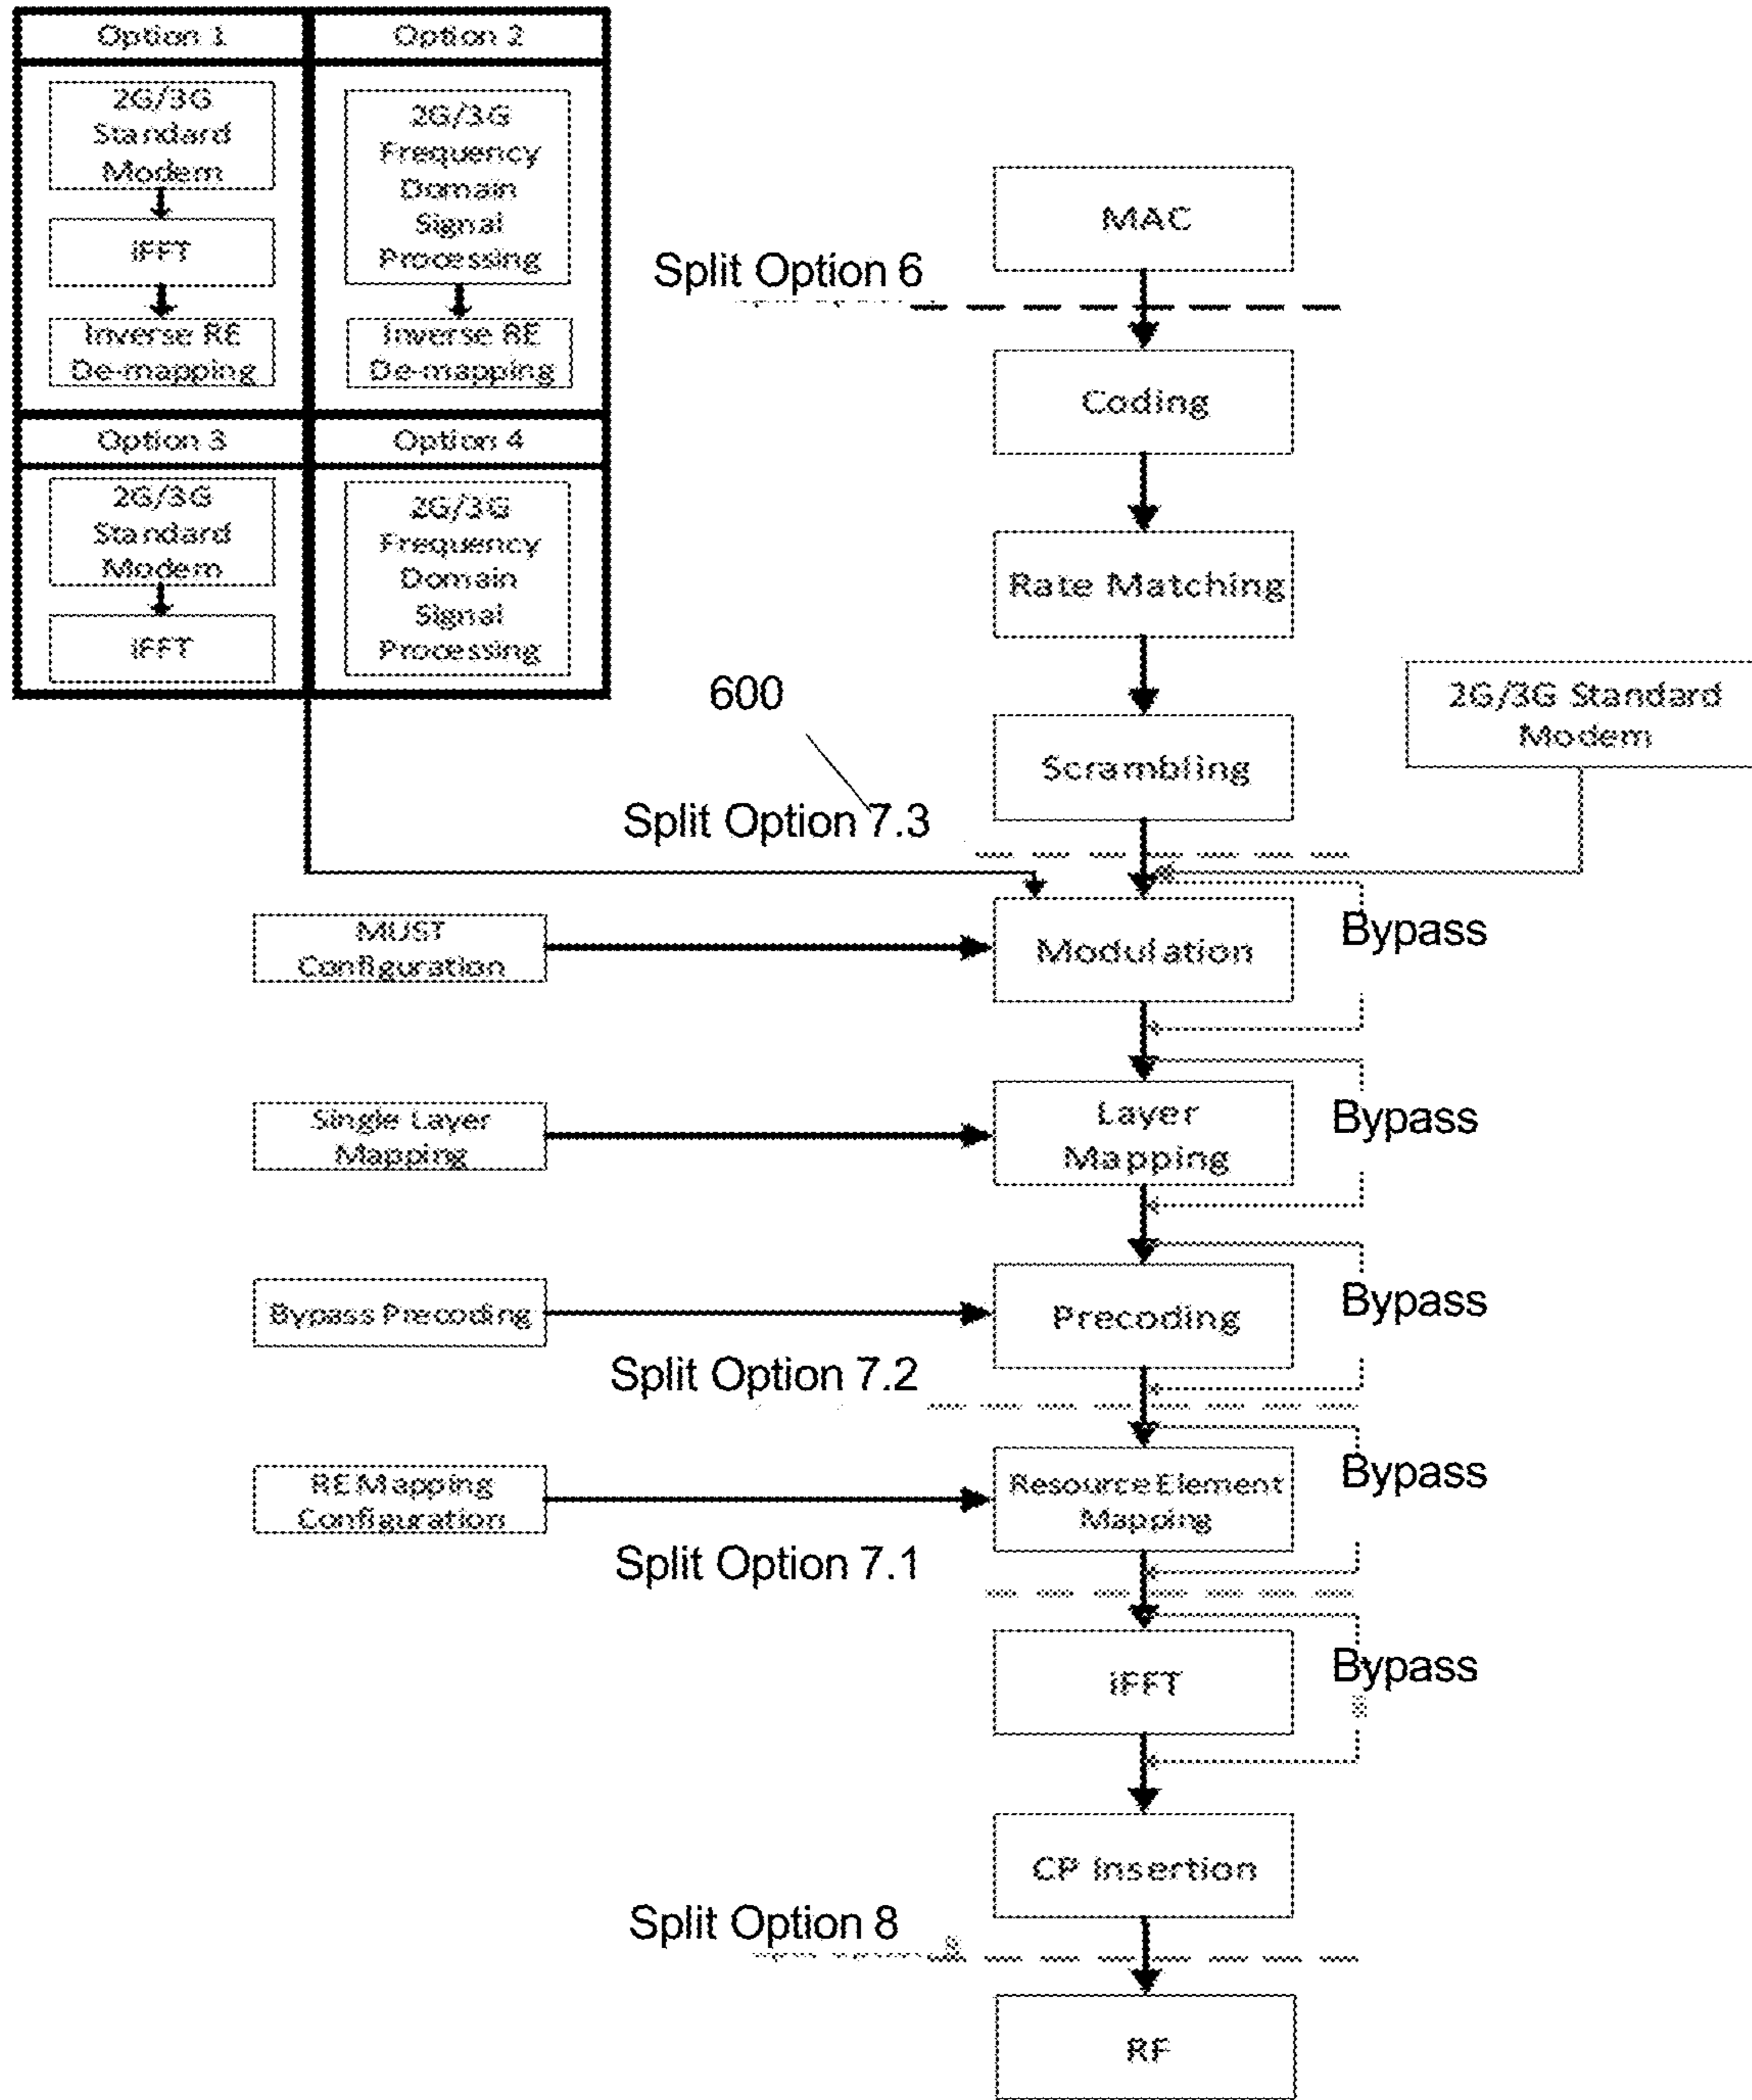 Option 1
2G/3G
Standard
Modem
iFFT
Inverse RE
De-mapping
Option 2
2G/3G
Frequency
Domain
Signal
Processing
Inverse RE
De-mapping
Option 3
2G/3G
Standard
Modem
iFFT
Option 4
2G/3G
Frequency
Domain
Signal
Processing
MAC
Split Option 6
Coding
Rate Matching
600
Scrambling
2G/3G Standard
Modem
Split Option 7.3
MUST
Configuration
Modulation
Bypass
Single Layer
Mapping
Layer
Mapping
Bypass
Bypass Precoding
Precoding
Bypass
Split Option 7.2
RE Mapping
Configuration
Resource Element
Mapping
Bypass
Split Option 7.1
iFFT
Bypass
CP Insertion
Split Option 8
RF